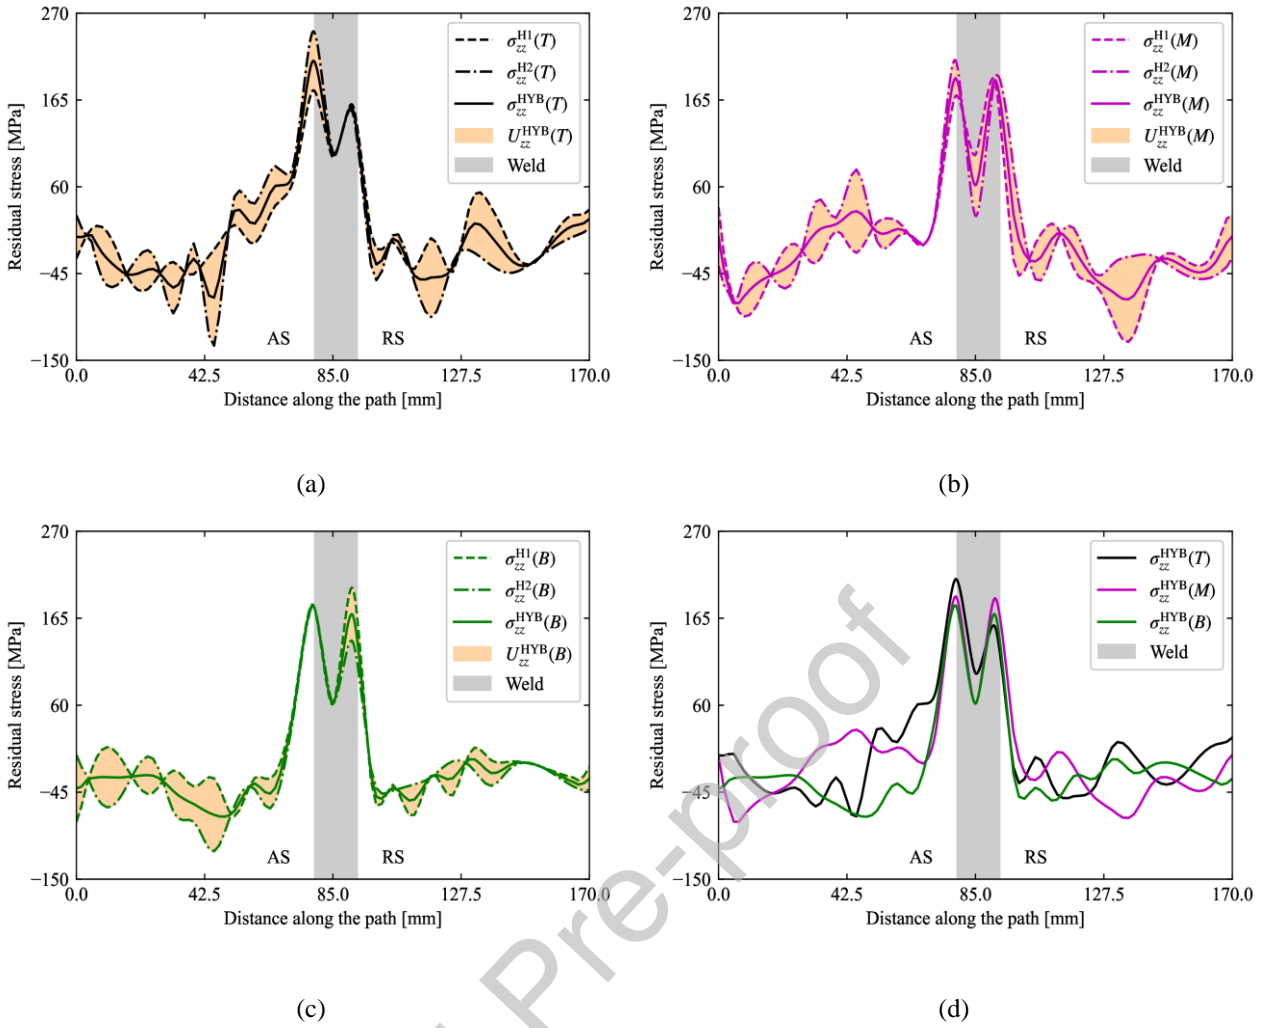 270
165
60
−45
−150
Residual stress [MPa]
σzzH1(T)
σzzH2(T)
σzzHYB(T)
UzzHYB(T)
Weld
AS
RS
0.0 42.5 85.0 127.5 170.0
Distance along the path [mm]
(a)
270
165
60
−45
−150
Residual stress [MPa]
σzzH1(M)
σzzH2(M)
σzzHYB(M)
UzzHYB(M)
Weld
AS
RS
0.0 42.5 85.0 127.5 170.0
Distance along the path [mm]
(b)
270
165
60
−45
−150
Residual stress [MPa]
σzzH1(B)
σzzH2(B)
σzzHYB(B)
UzzHYB(B)
Weld
AS
RS
0.0 42.5 85.0 127.5 170.0
Distance along the path [mm]
(c)
270
165
60
−45
−150
Residual stress [MPa]
σzzHYB(T)
σzzHYB(M)
σzzHYB(B)
Weld
AS
RS
0.0 42.5 85.0 127.5 170.0
Distance along the path [mm]
(d)
Pre-proof